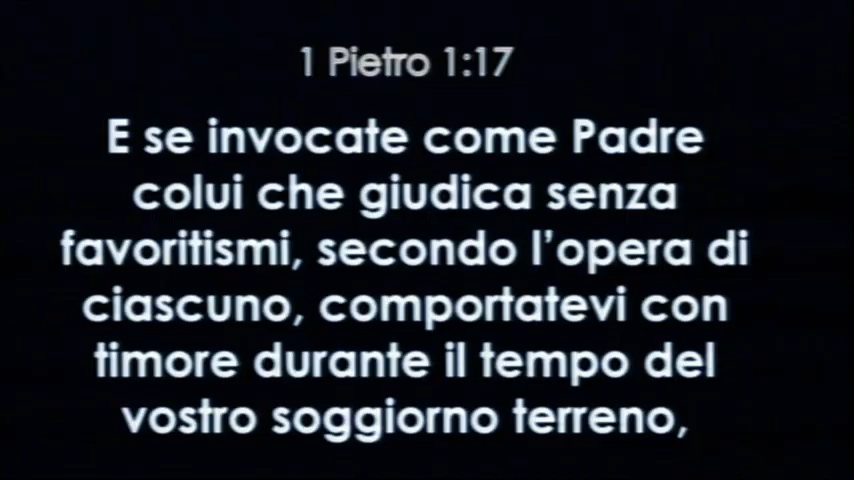 1 Pietro 1:17
E se invocate come Padre
colui che giudica senza
favoritismi, secondo l'opera di
ciascuno, comportatevi con
timore durante il tempo del
vostro soggiorno terreno,